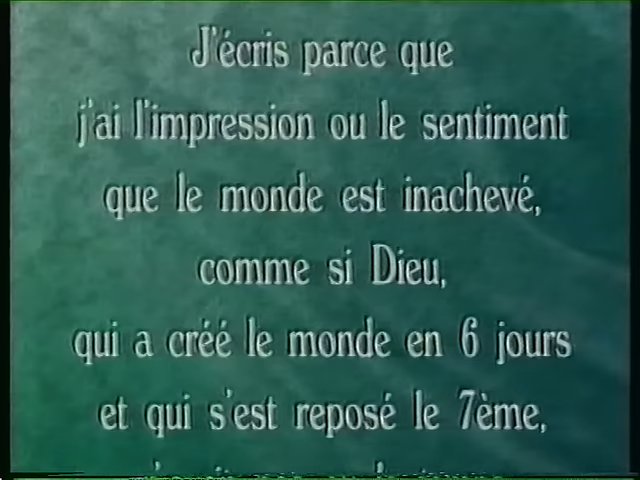 J'écris parce que
j'ai l'impression ou le sentiment
que le monde est inachevé,
comme si Dieu,
qui a créé le monde en 6 jours
et qui s'est reposé le 7ème,